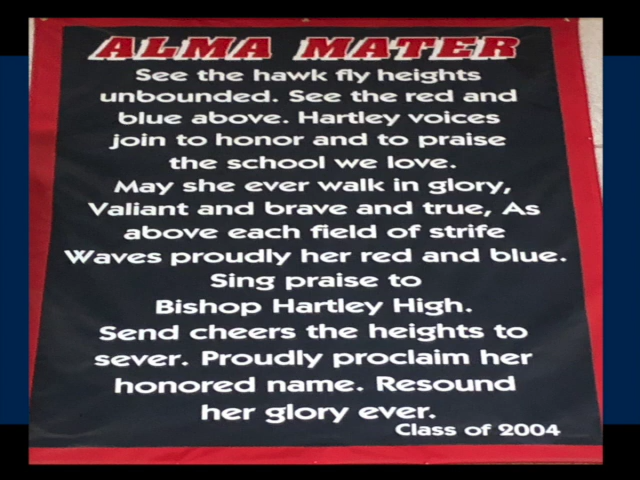 ALMA MATER
See the hawk fly heights
unbounded. See the red and
blue above. Hartley voices
join to honor and to praise
the school we love.
May she ever walk in glory,
Valiant and brave and true, As
above each field of strife
Waves proudly her red and blue.
Sing praise to
Bishop Hartley High.
Send cheers the heights to
sever. Proudly proclaim her
honored name. Resound
her glory ever.
Class of 2004